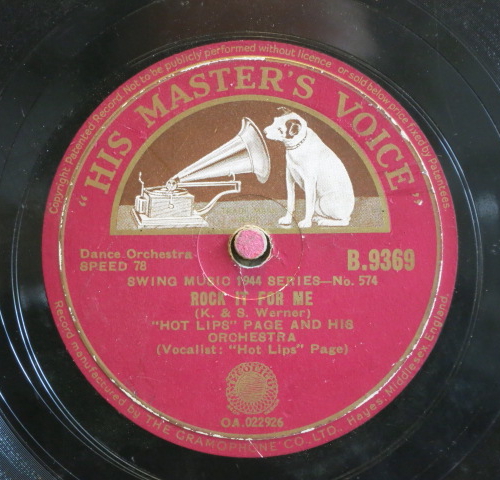 Copyright Patented Record. Not to be publicly performed without licence or sold below price fixed by Patentees.
"HIS MASTER'S VOICE"
Dance Orchestra
SPEED 78
B.9369
SWING MUSIC 1944 SERIES—No. 574
ROCK IT FOR ME
(K. & S. Werner)
"HOT LIPS" PAGE AND HIS
ORCHESTRA
(Vocalist: "Hot Lips" Page)
OA.022926
Record manufactured by THE GRAMOPHONE CO., LTD., Hayes, Middlesex, England.